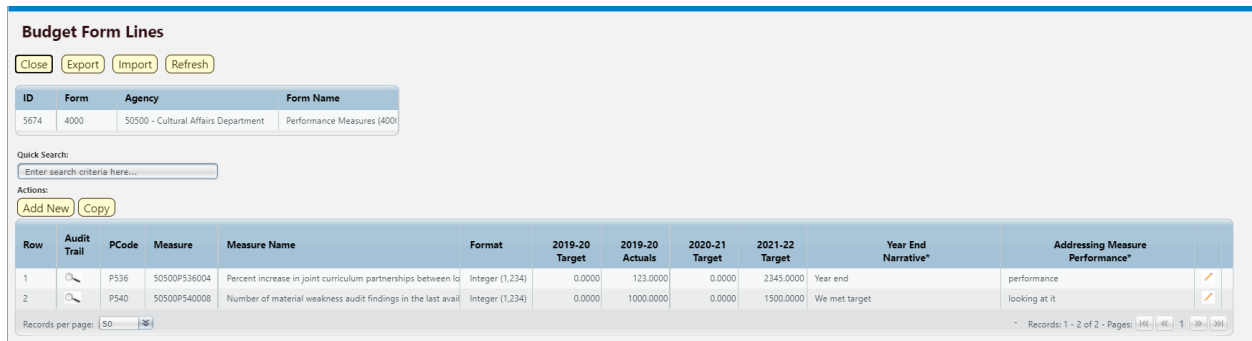 Budget Form Lines
Close Export Import Refresh
ID Form Agency Form Name
5674 4000 50500 - Cultural Affairs Department Performance Measures (400
Quick Search:
Enter search criteria here...
Actions:
Add New Copy
Row Audit Trail PCode Measure Measure Name Format 2019-20 Target 2019-20 Actuals 2020-21 Target 2021-22 Target Year End Narrative* Addressing Measure Performance*
1 P536 50500P536004 Percent increase in joint curriculum partnerships between lo Integer (1,234) 0.0000 123.0000 0.0000 2345.0000 Year end performance
2 P540 50500P540008 Number of material weakness audit findings in the last avail Integer (1,234) 0.0000 1000.0000 0.0000 1500.0000 We met target looking at it
Records per page: 50 - Records: 1 - 2 of 2 - Pages: 1